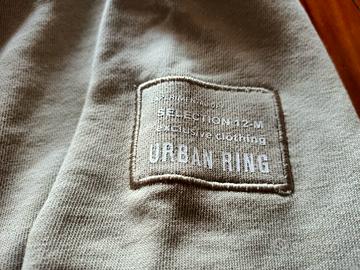 SELECTION 12-M
exclusive clothing
URBAN RING